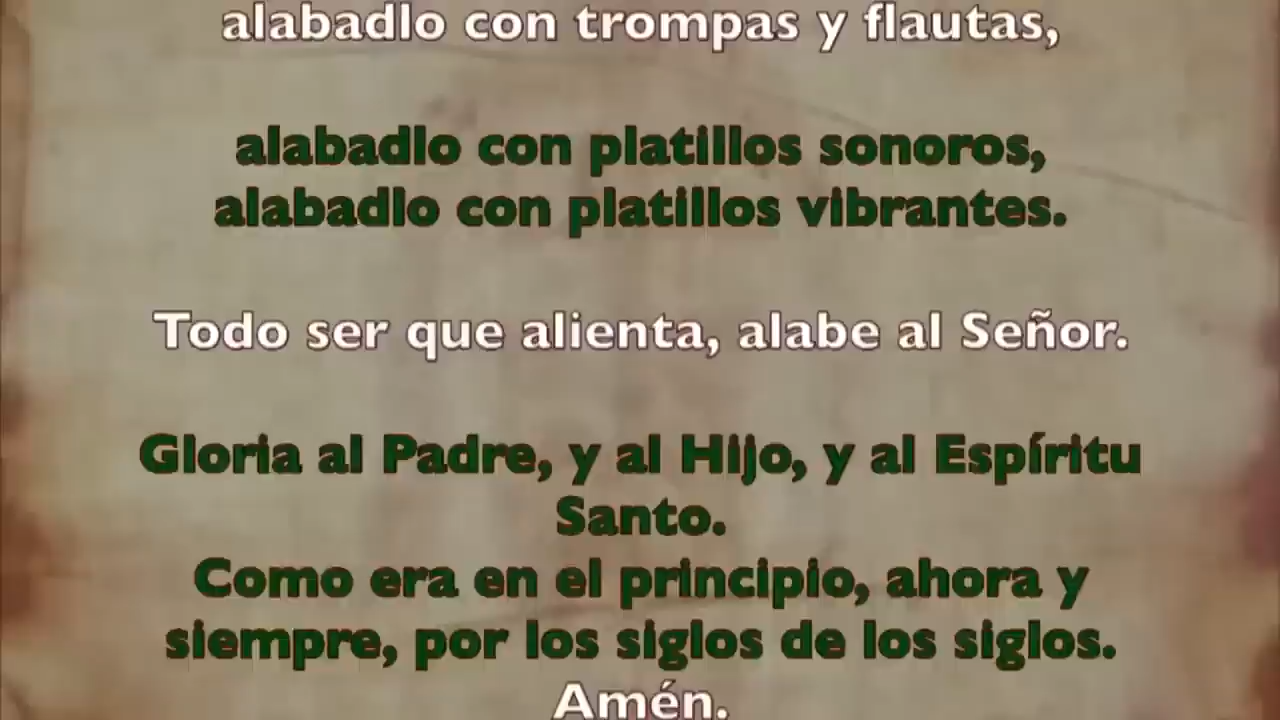 alabadlo con trompas y flautas,
alabadlo con platillos sonoros,
alabadlo con platillos vibrantes.
Todo ser que alienta, alabe al Señor.
Gloria al Padre, y al Hijo, y al Espíritu
Santo.
Como era en el principio, ahora y
siempre, por los siglos de los siglos.
Amén.